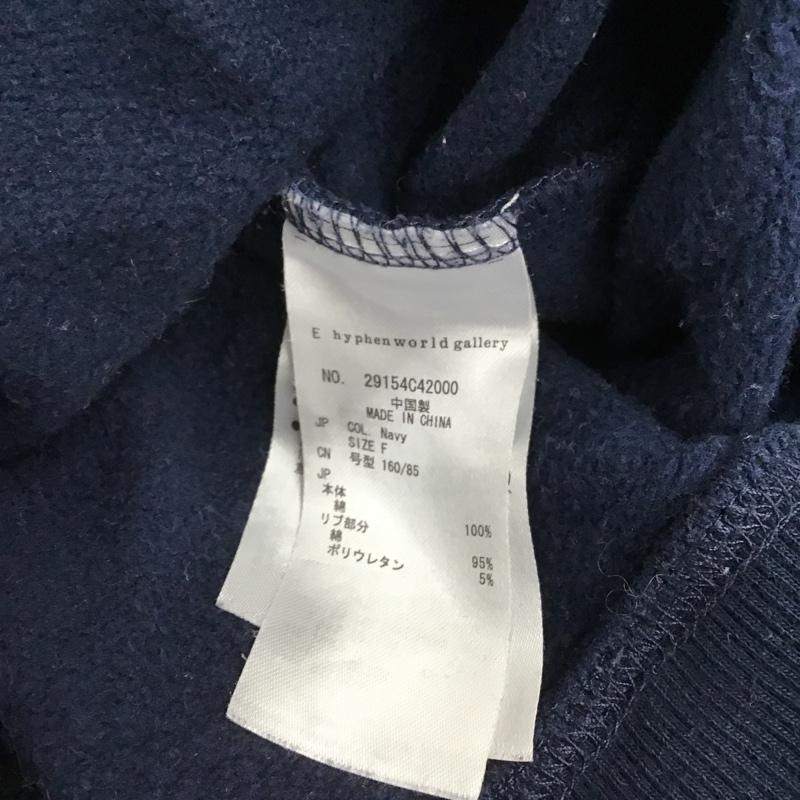 E hyphen world gallery
NO. 29154C42000
中国製
MADE IN CHINA
JP COL. Navy
SIZE F
CN 号型 160/85
JP
本体
綿 100%
リブ部分
綿 95%
ポリウレタン 5%